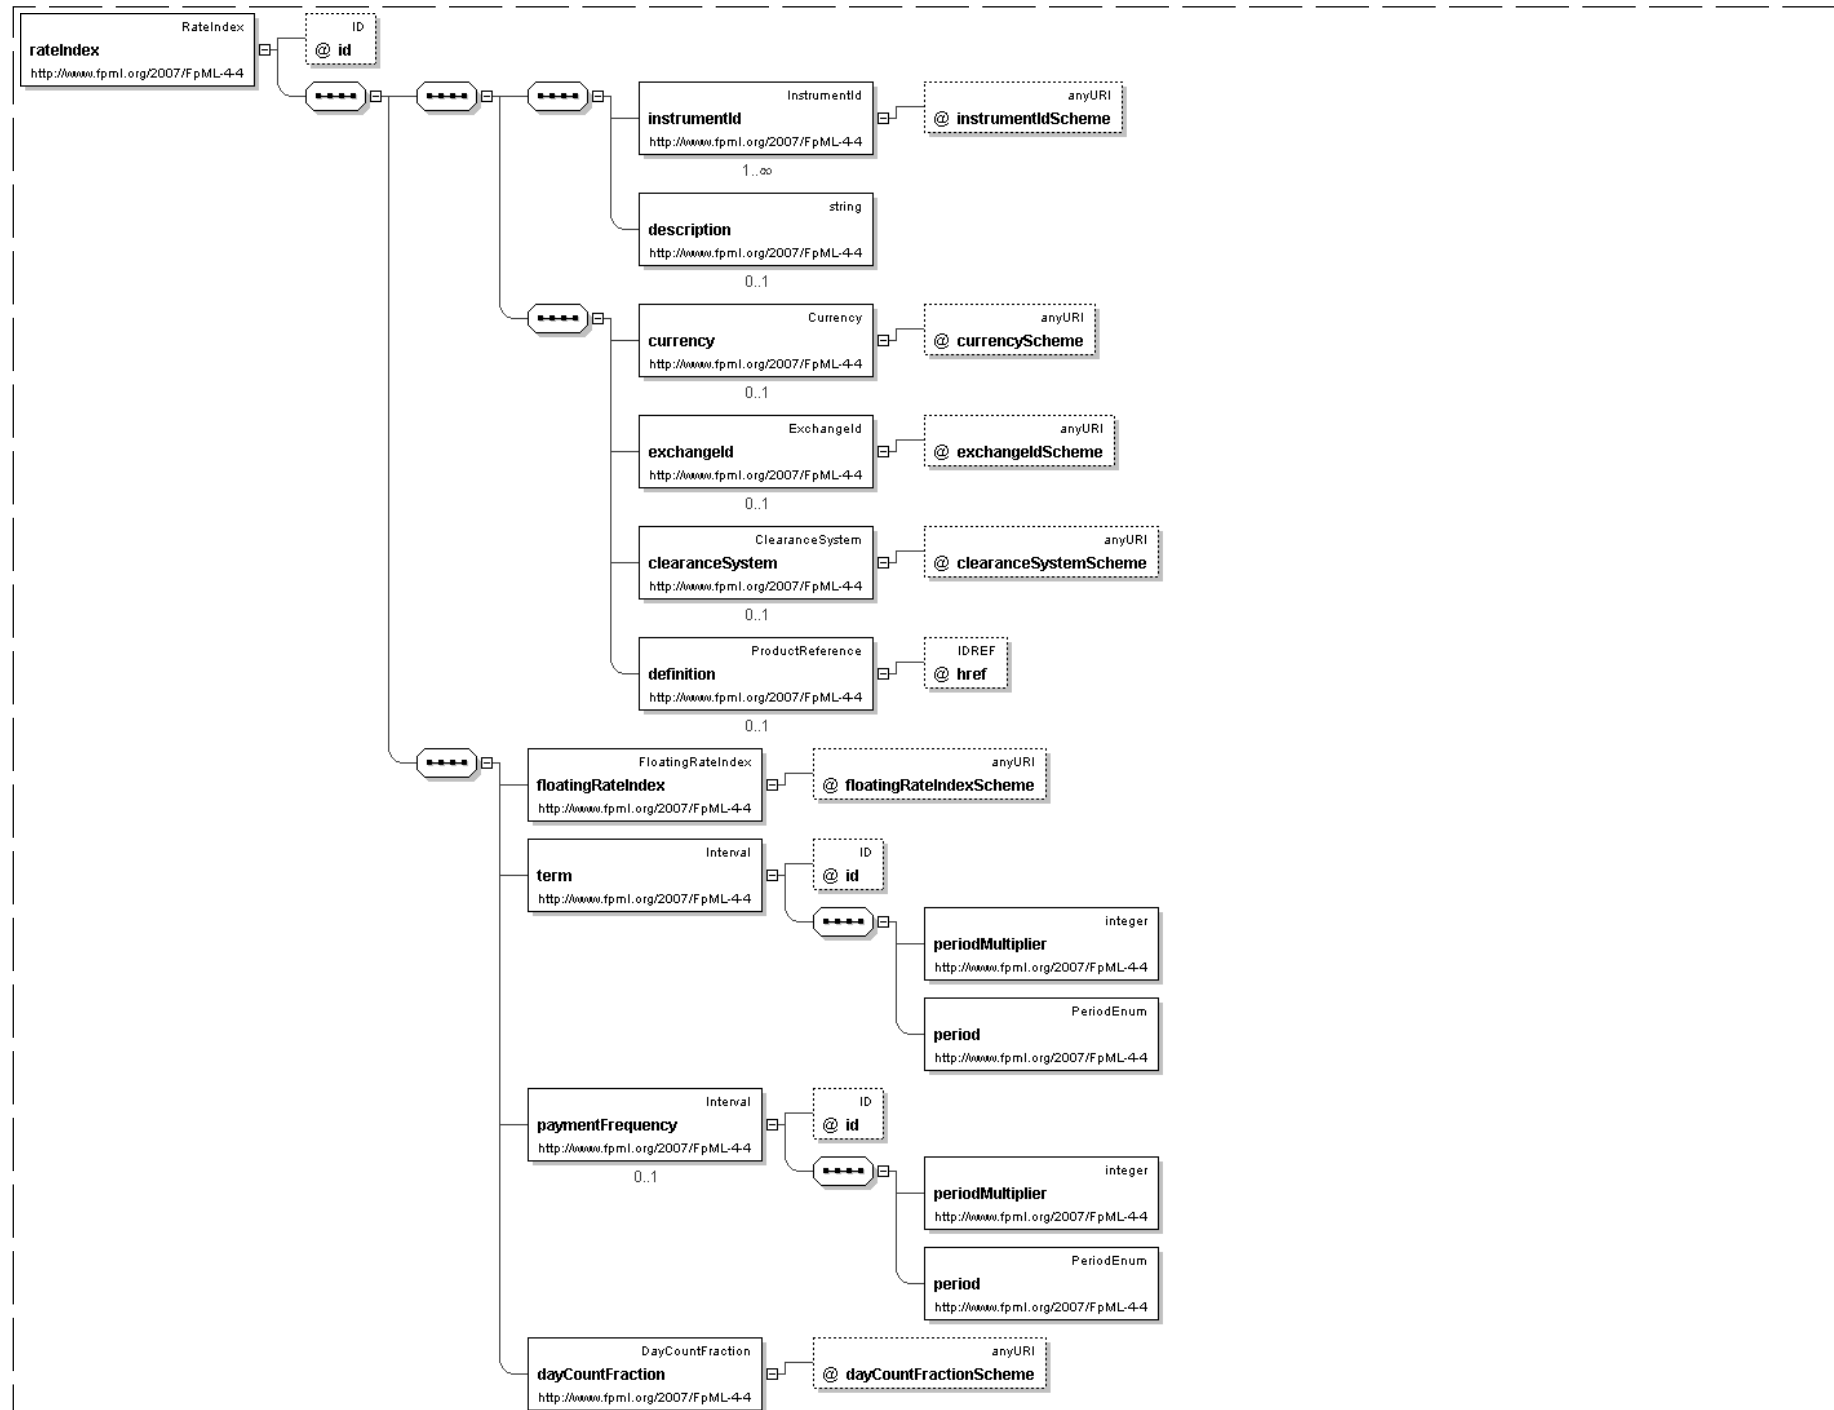 RateIndex
rateIndex
http://www.fpml.org/2007/FpML-4-4
ID
@ id
InstrumentId
instrumentId
http://www.fpml.org/2007/FpML-4-4
1..∞
anyURI
@ instrumentIdScheme
string
description
http://www.fpml.org/2007/FpML-4-4
0..1
Currency
currency
http://www.fpml.org/2007/FpML-4-4
0..1
anyURI
@ currencyScheme
ExchangeId
exchangeId
http://www.fpml.org/2007/FpML-4-4
0..1
anyURI
@ exchangeIdScheme
ClearanceSystem
clearanceSystem
http://www.fpml.org/2007/FpML-4-4
0..1
anyURI
@ clearanceSystemScheme
ProductReference
definition
http://www.fpml.org/2007/FpML-4-4
0..1
IDREF
@ href
FloatingRateIndex
floatingRateIndex
http://www.fpml.org/2007/FpML-4-4
anyURI
@ floatingRateIndexScheme
Interval
term
http://www.fpml.org/2007/FpML-4-4
ID
@ id
integer
periodMultiplier
http://www.fpml.org/2007/FpML-4-4
PeriodEnum
period
http://www.fpml.org/2007/FpML-4-4
Interval
paymentFrequency
http://www.fpml.org/2007/FpML-4-4
0..1
ID
@ id
integer
periodMultiplier
http://www.fpml.org/2007/FpML-4-4
PeriodEnum
period
http://www.fpml.org/2007/FpML-4-4
DayCountFraction
dayCountFraction
http://www.fpml.org/2007/FpML-4-4
anyURI
@ dayCountFractionScheme